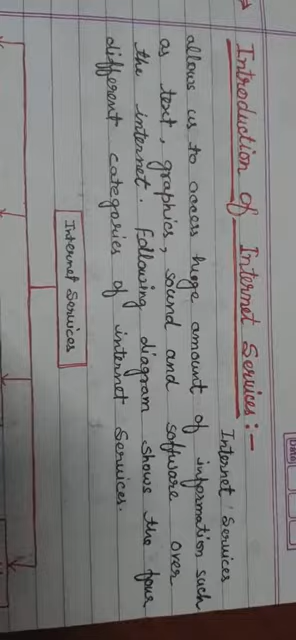 Introduction of Internet Services:-
Internet Services
allows us to access huge amount of information such
as text, graphics, sound and software over
the internet. Following diagram shows the four
different categories of internet Services.
Internet Services